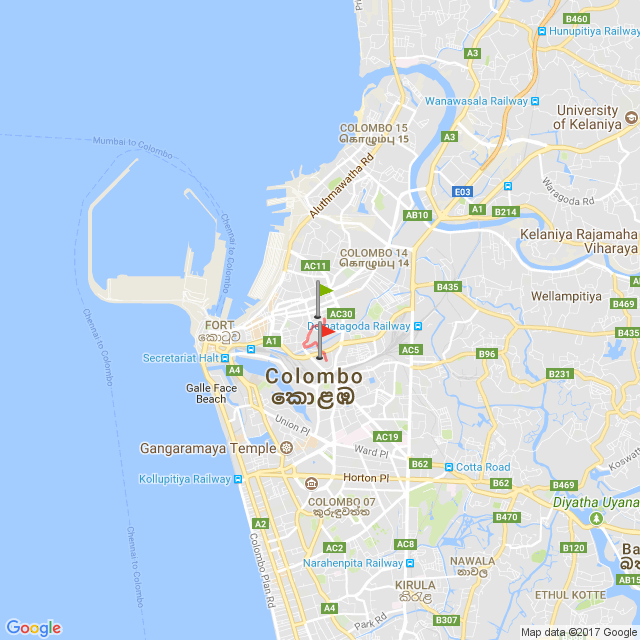 B460
Hunupitiya Railway
A3
Wanawasala Railway
University
of Kelaniya
COLOMBO 15
கொழும்பு 15
A3
Mumbai to Colombo
Aluthmawatha Rd
E03
Waragoda Rd
AB10
A1
B214
Chennai to Colombo
Kelaniya Rajamaha
Viharaya
COLOMBO 14
கொழும்பு 14
AC11
B435
Wellampitiya
B469
Chennai to Colombo
AC30
FORT
කොටුව
Dematagoda Railway
B435
A1
AC5
B96
Secretariat Halt
A4
Colombo
කොළඹ
B231
Galle Face
Beach
Union Pl
AC19
Gangaramaya Temple
Ward Pl
B62
Cotta Road
Kollupitiya Railway
Horton Pl
B62
B469
COLOMBO 07
කුරුඳුවත්ත
Diyatha Uyana
B470
A2
Colombo Plan Rd
AC2
AC8
B120
Narahenpita Railway
NAWALA
නාවල
KIRULA
කිරුළ
ETHUL KOTTE
A4
Park Rd
B307
Chennai to Colombo
Google
Map data ©2017 Google